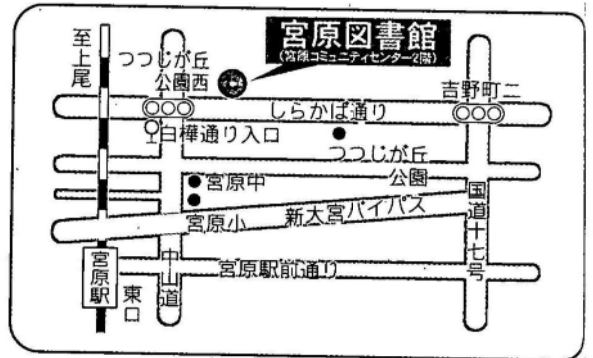 宮原図書館
(宮原コミュニティセンター2階)
至上尾
つつじが丘
公園西
吉野町二
しらかば通り
白樺通り入口
つつじが丘
公園
宮原中
宮原小
新大宮バイパス
国道十七号
中山道
宮原駅前通り
宮原駅
東口